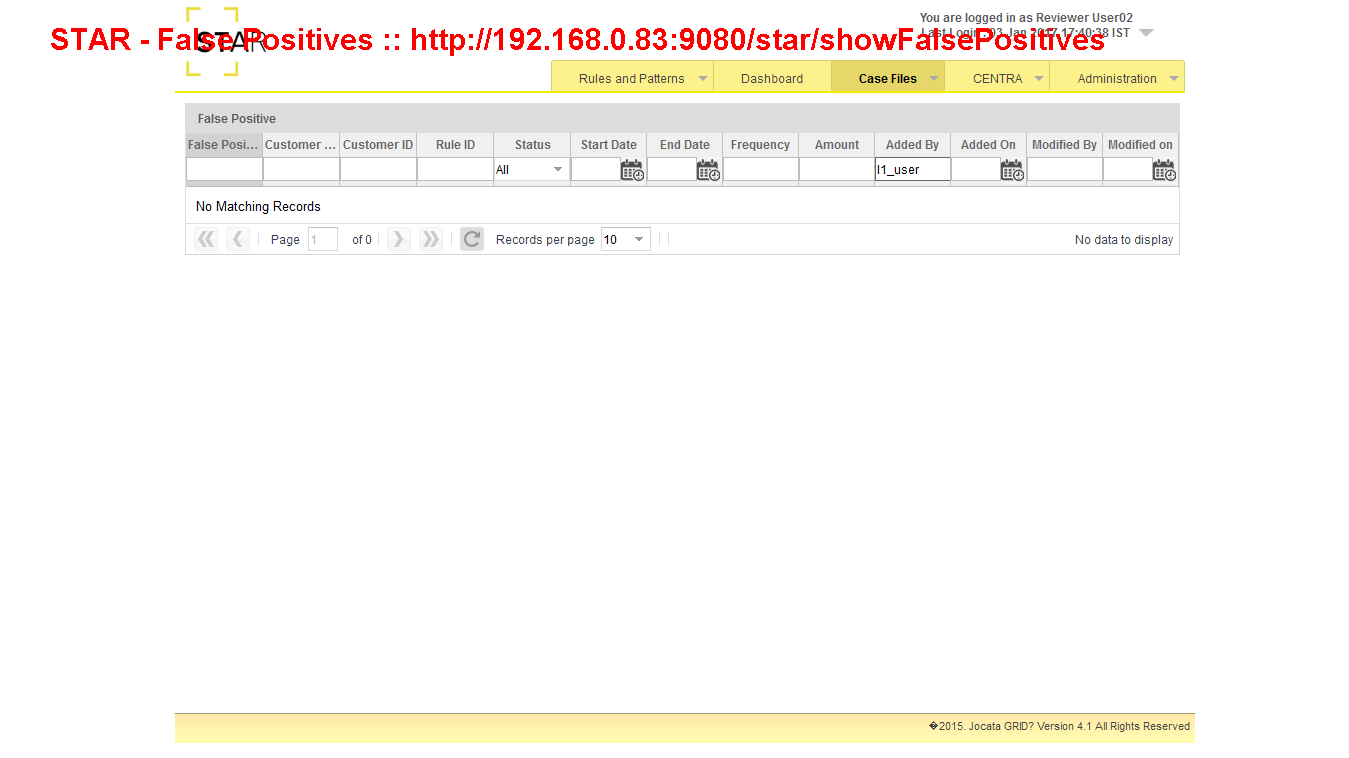 You are logged in as Reviewer User02
STAR
STAR - False Positives :: http://192.168.0.83:9080/star/showFalsePositives
Last Login : 03 Jan 2017 17:40:38 IST
Rules and Patterns Dashboard Case Files CENTRA Administration
False Positive
False Posi... Customer ... Customer ID Rule ID Status Start Date End Date Frequency Amount Added By Added On Modified By Modified on
All l1_user
No Matching Records
Page 1 of 0 Records per page 10 No data to display
�2015. Jocata GRID? Version 4.1 All Rights Reserved